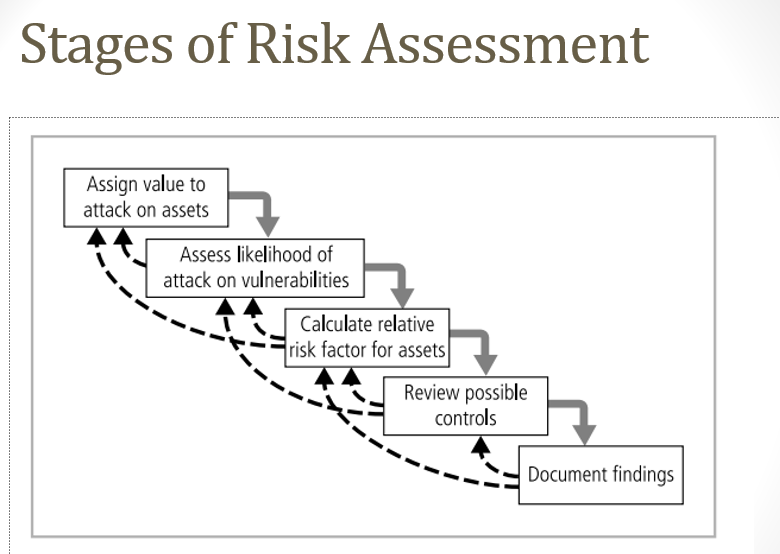 Stages of Risk Assessment
Assign value to
attack on assets
Assess likelihood of
attack on vulnerabilities
Calculate relative
risk factor for assets
Review possible
controls
Document findings